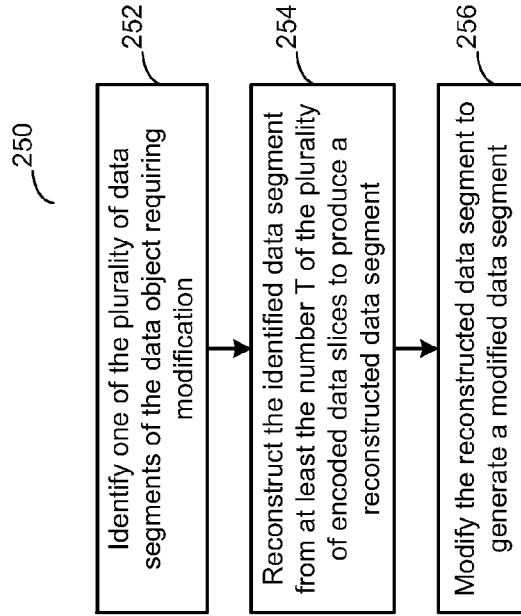 250
252
Identify one of the plurality of data
segments of the data object requiring
modification
254
Reconstruct the identified data segment
from at least the number T of the plurality
of encoded data slices to produce a
reconstructed data segment
256
Modify the reconstructed data segment to
generate a modified data segment